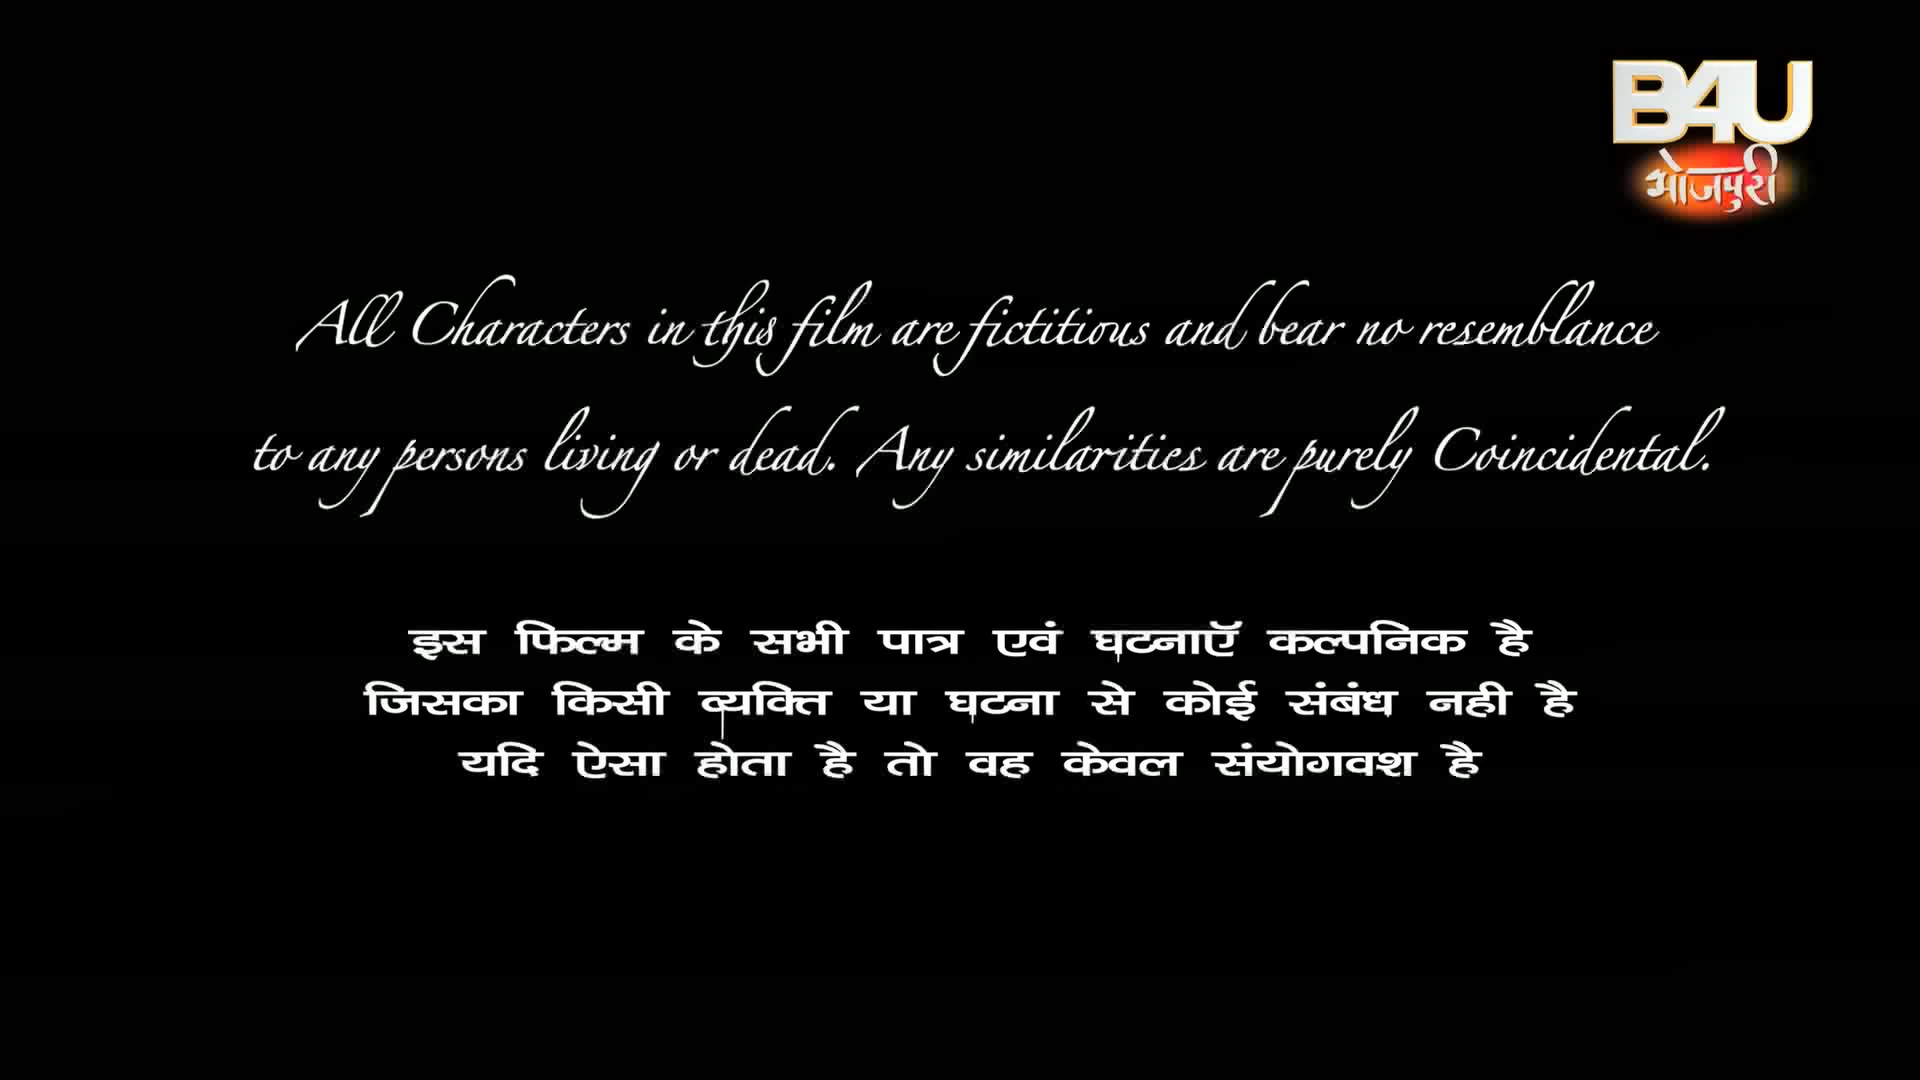 B4U
भोजपुरी
All Characters in this film are fictitious and bear no resemblance
to any persons living or dead. Any similarities are purely Coincidental.
इस फिल्म के सभी पात्र एवं घटनाऍ कल्पनिक है
जिसका किसी व्यक्ति या घटना से कोई संबंध नही है
यदि ऐसा होता है तो वह केवल संयोगवश है